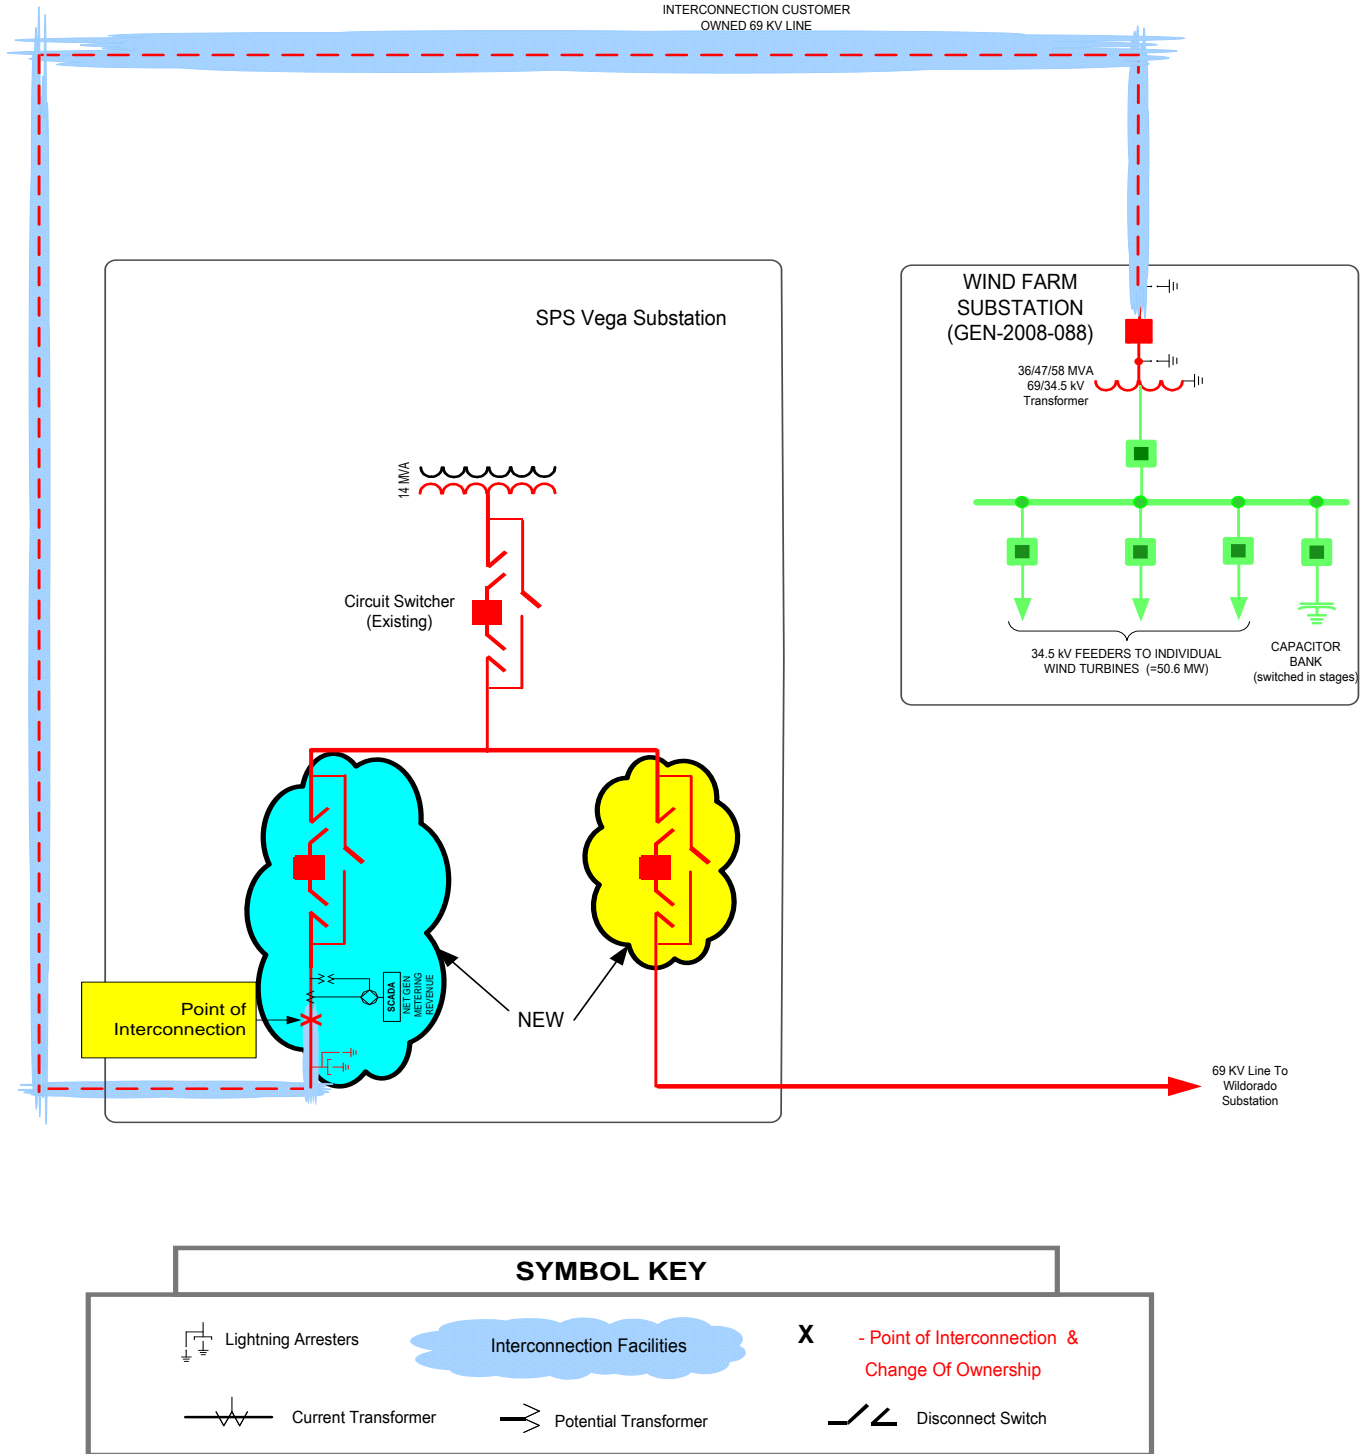 INTERCONNECTION CUSTOMER
OWNED 69 KV LINE
SPS Vega Substation
WIND FARM
SUBSTATION
(GEN-2008-088)
36/47/58 MVA
69/34.5 kV
Transformer
14 MVA
Circuit Switcher
(Existing)
34.5 kV FEEDERS TO INDIVIDUAL
WIND TURBINES (=50.6 MW)
CAPACITOR
BANK
(switched in stages)
SCADA
NET GEN
METERING
REVENUE
Point of
Interconnection
NEW
69 KV Line To
Wildorado
Substation
SYMBOL KEY
Lightning Arresters
Interconnection Facilities
X - Point of Interconnection &
Change Of Ownership
Current Transformer
Potential Transformer
Disconnect Switch